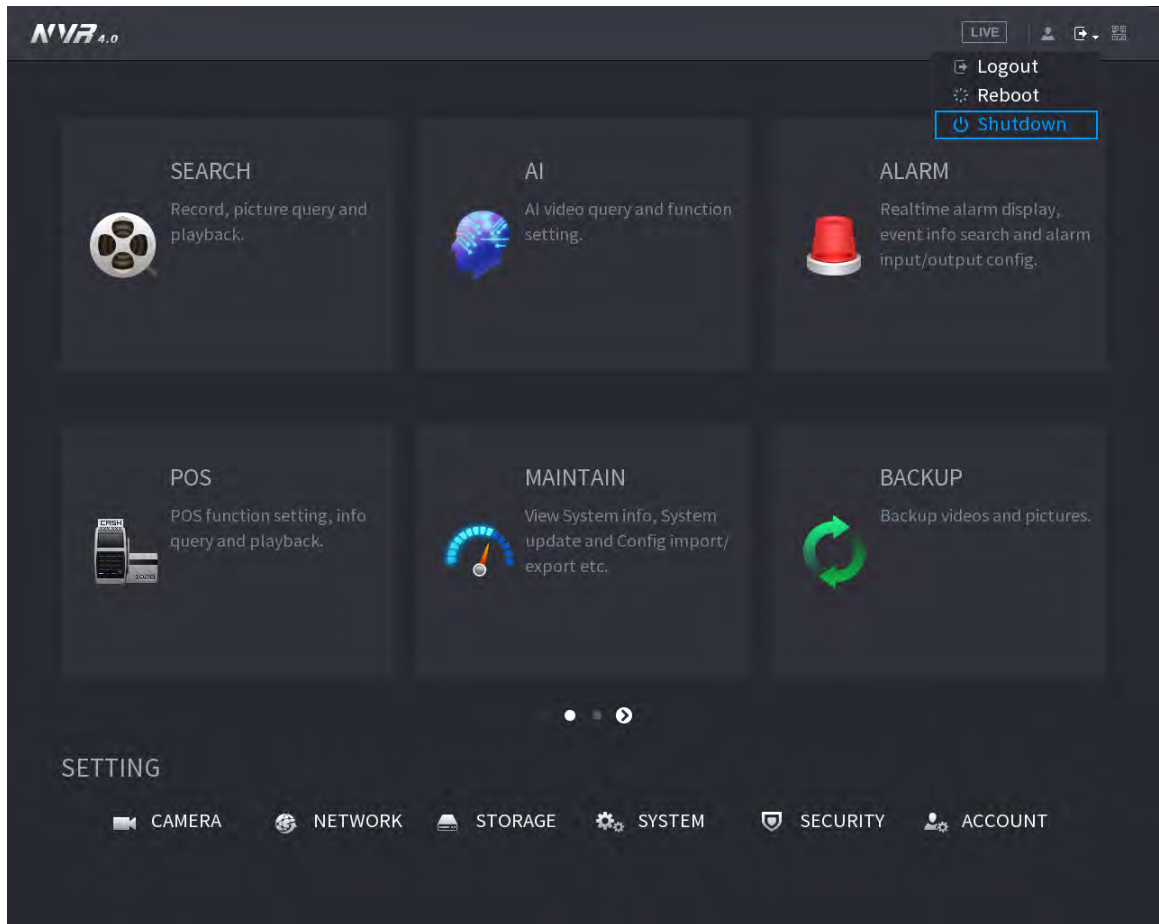 NVR 4.0
LIVE
Logout
Reboot
Shutdown
SEARCH
Record, picture query and
playback.
AI
AI video query and function
setting.
ALARM
Realtime alarm display,
event info search and alarm
input/output config.
POS
POS function setting, info
query and playback.
CASH
MAINTAIN
View System info, System
update and Config import/
export etc.
BACKUP
Backup videos and pictures.
SETTING
CAMERA
NETWORK
STORAGE
SYSTEM
SECURITY
ACCOUNT